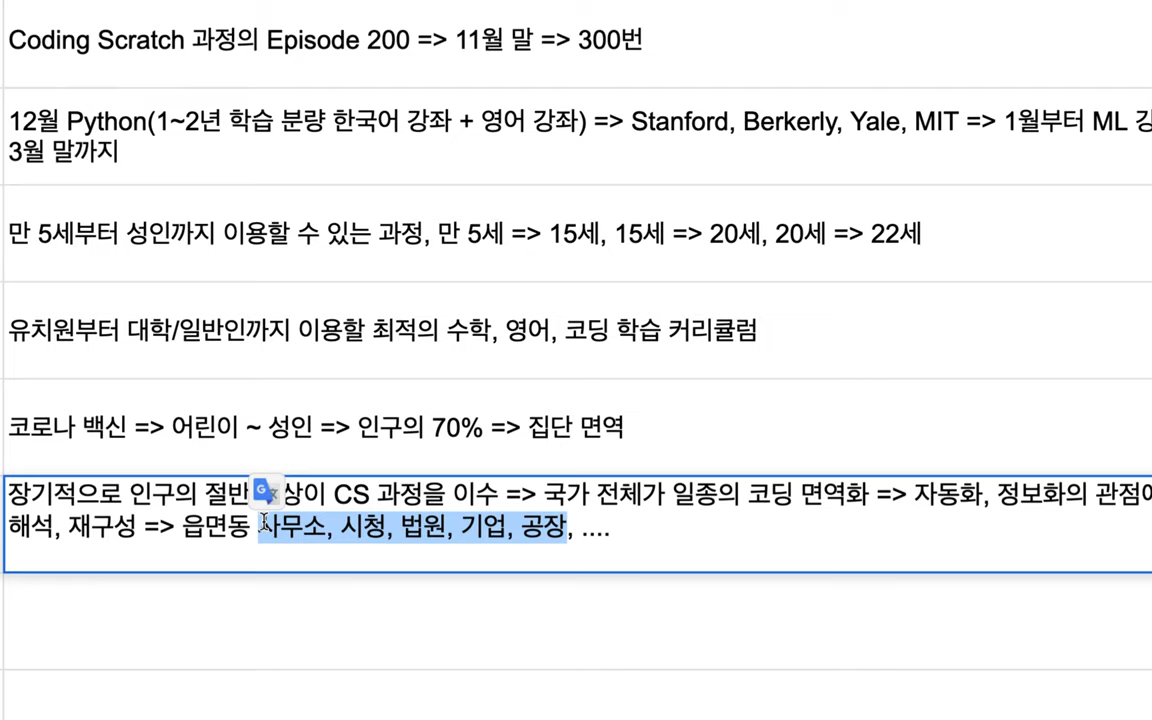 Coding Scratch 과정의 Episode 200 => 11월 말 => 300번
12월 Python(1~2년 학습 분량 한국어 강좌 + 영어 강좌) => Stanford, Berkerly, Yale, MIT => 1월부터 ML
3월 말까지
만 5세부터 성인까지 이용할 수 있는 과정, 만 5세 => 15세, 15세 => 20세, 20세 => 22세
유치원부터 대학/일반인까지 이용할 최적의 수학, 영어, 코딩 학습 커리큘럼
코로나 백신 => 어린이 ~ 성인 => 인구의 70% => 집단 면역
장기적으로 인구의 절반 상이 CS 과정을 이수 => 국가 전체가 일종의 코딩 면역화 => 자동화, 정보화의 관점
해석, 재구성 => 읍면동 사무소, 시청, 법원, 기업, 공장, ....